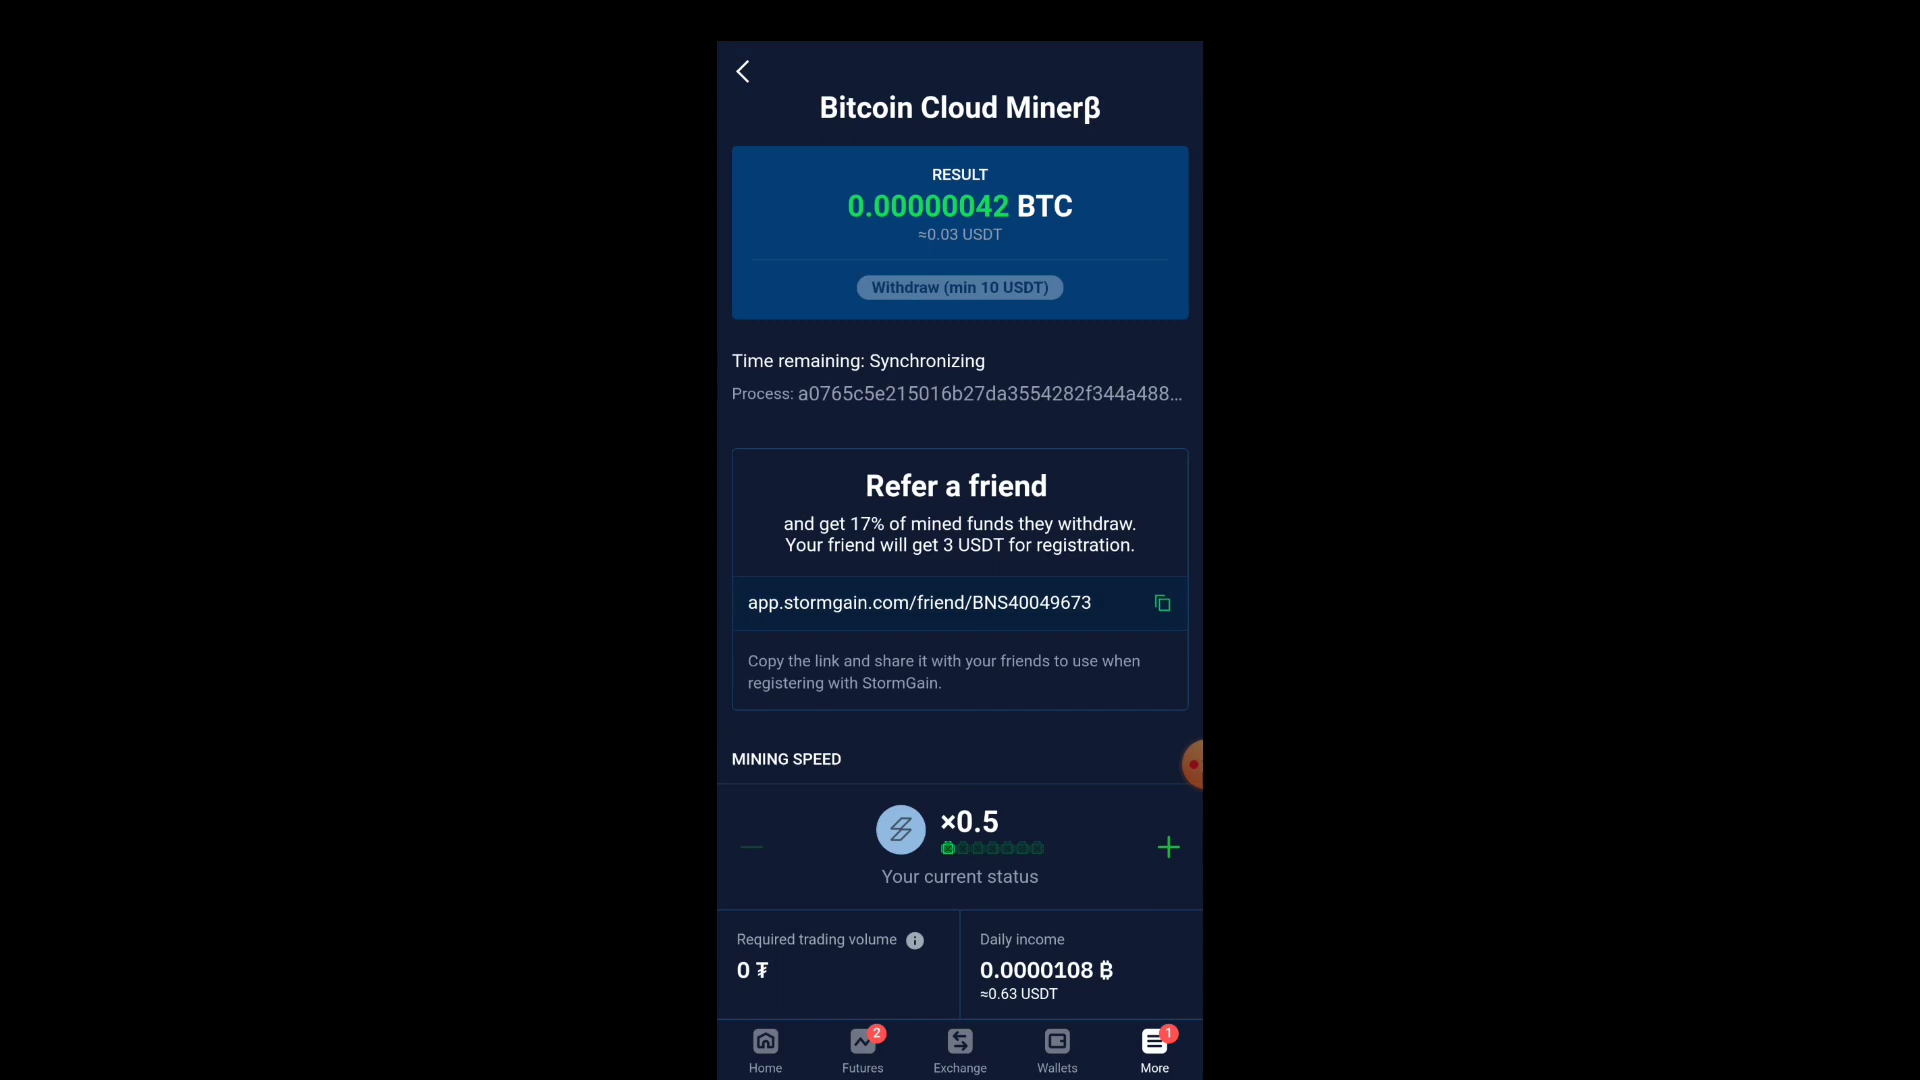 Bitcoin Cloud Minerβ
RESULT
0.00000042 BTC
≈0.03 USDT
Withdraw (min 10 USDT)
Time remaining: Synchronizing
Process: a0765c5e215016b27da3554282f344a488...
Refer a friend
and get 17% of mined funds they withdraw.
Your friend will get 3 USDT for registration.
app.stormgain.com/friend/BNS40049673
Copy the link and share it with your friends to use when
registering with StormGain.
MINING SPEED
×0.5
Your current status
Required trading volume
0 ₮
Daily income
0.0000108 ₿
≈0.63 USDT
2
1
Home
Futures
Exchange
Wallets
More